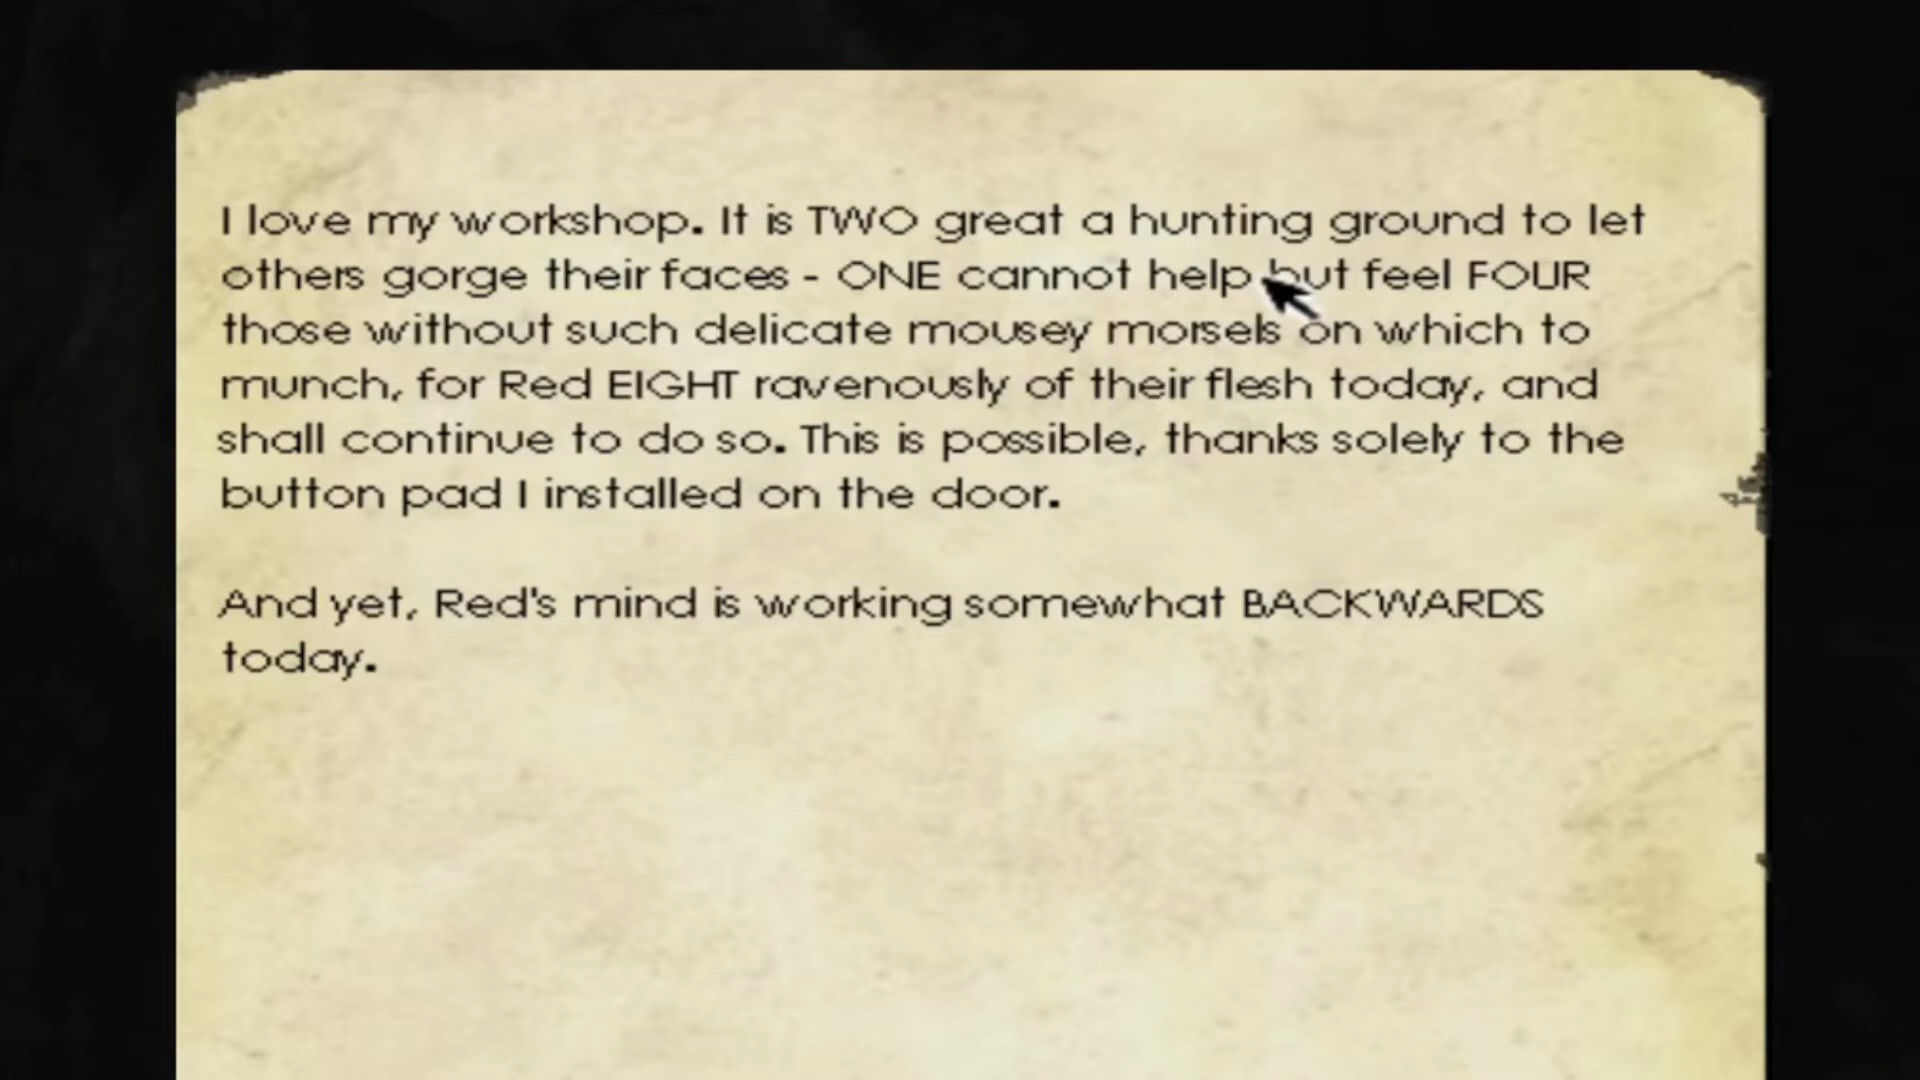 I love my workshop. It is TWO great a hunting ground to let
others gorge their faces - ONE cannot help but feel FOUR
those without such delicate mousey morsels on which to
munch, for Red EIGHT ravenously of their flesh today, and
shall continue to do so. This is possible, thanks solely to the
button pad I installed on the door.
And yet, Red's mind is working somewhat BACKWARDS
today.